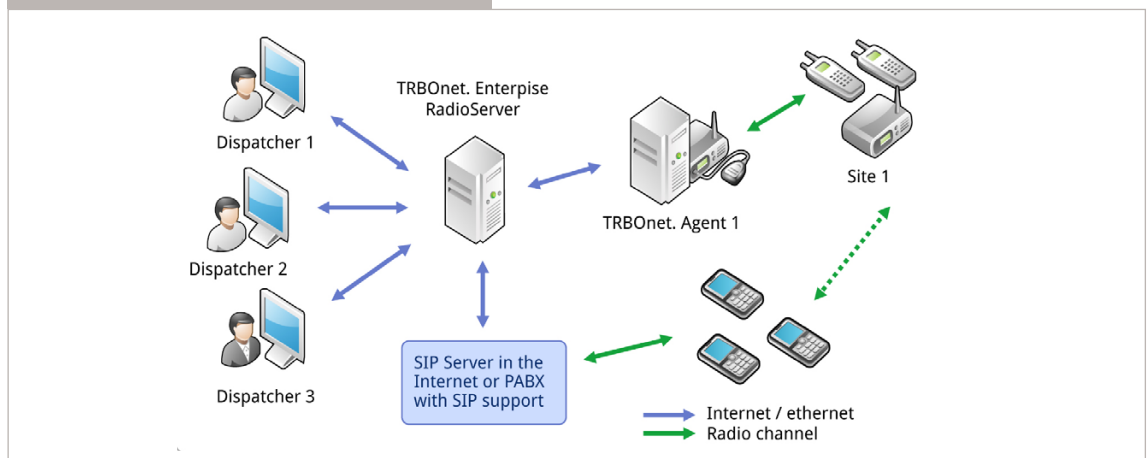 Dispatcher 1
TRBOnet. Enterpise
RadioServer
Dispatcher 2
Dispatcher 3
TRBOnet. Agent 1
Site 1
SIP Server in the
Internet or PABX
with SIP support
Internet / ethernet
Radio channel